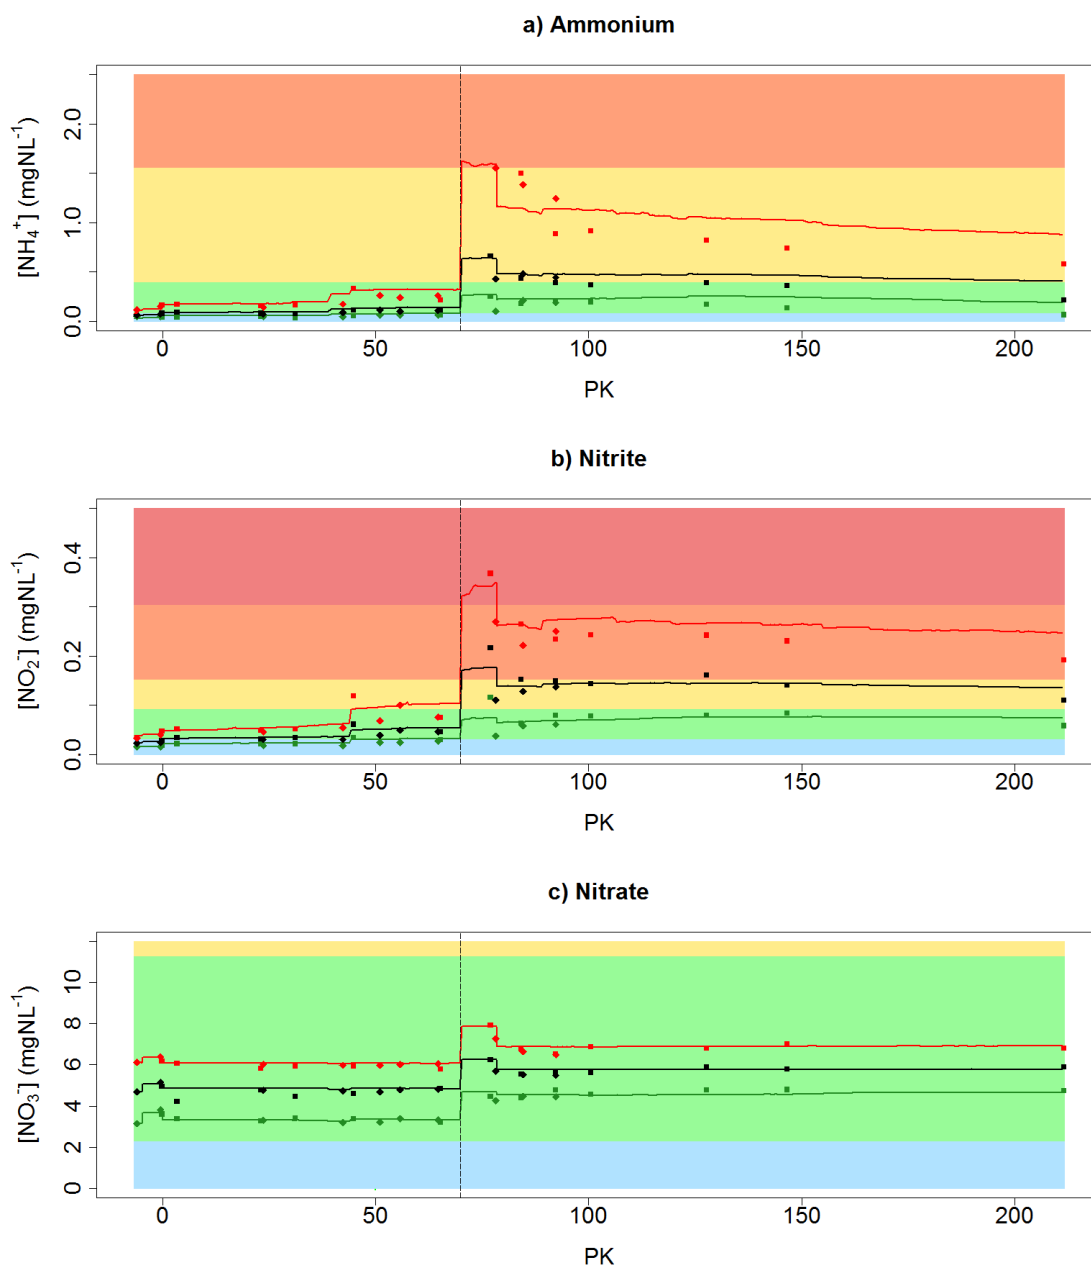 a) Ammonium
[NH₄⁺] (mgNL⁻¹)
2.0
1.0
0.0
0 50 100 150 200
PK
b) Nitrite
[NO₂⁻] (mgNL⁻¹)
0.4
0.2
0.0
0 50 100 150 200
PK
c) Nitrate
[NO₃⁻] (mgNL⁻¹)
10
8
6
4
2
0
0 50 100 150 200
PK